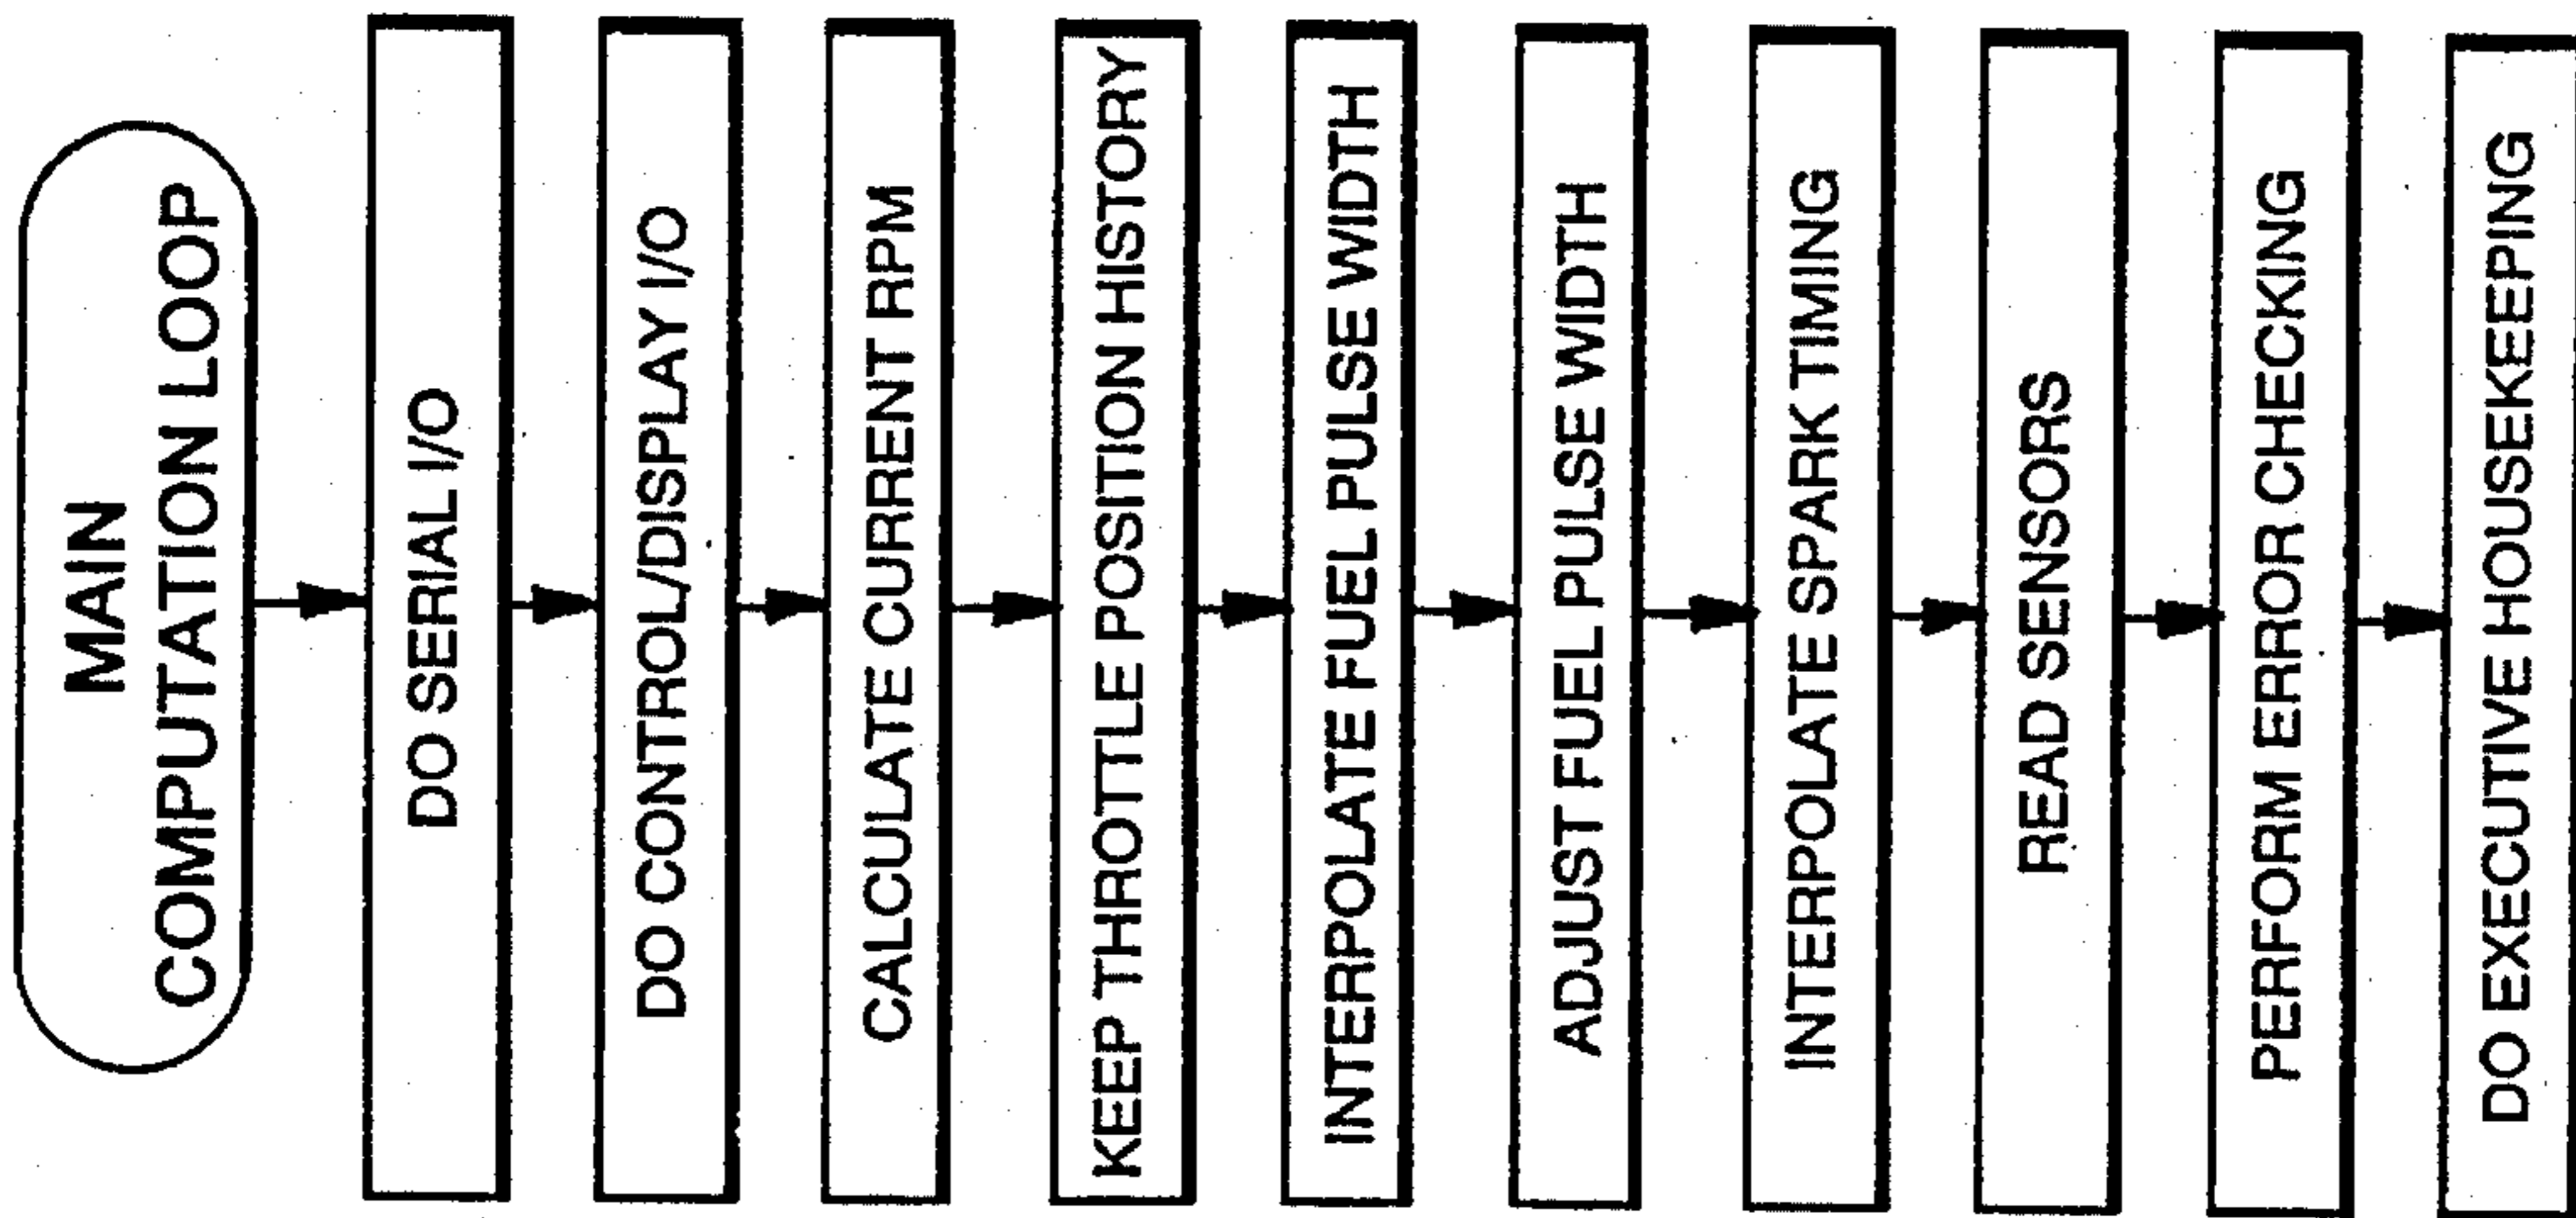 MAIN
COMPUTATION LOOP
DO SERIAL I/O
DO CONTROL/DISPLAY I/O
CALCULATE CURRENT RPM
KEEP THROTTLE POSITION HISTORY
INTERPOLATE FUEL PULSE WIDTH
ADJUST FUEL PULSE WIDTH
INTERPOLATE SPARK TIMING
READ SENSORS
PERFORM ERROR CHECKING
DO EXECUTIVE HOUSEKEEPING